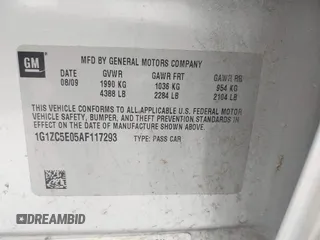 GM
MFD BY GENERAL MOTORS COMPANY
DATE GVWR GAWR FRT GAWR RR
08/09 1990 KG 1036 KG 954 KG
4388 LB 2284 LB 2104 LB
THIS VEHICLE CONFORMS TO ALL APPLICABLE U.S. FEDERAL MOTOR
VEHICLE SAFETY, BUMPER, AND THEFT PREVENTION STANDARDS
IN EFFECT ON THE DATE OF MANUFACTURE SHOWN ABOVE.
1G1ZC5E05AF117293 TYPE: PASS CAR
AUTOHELPERBOT.COM